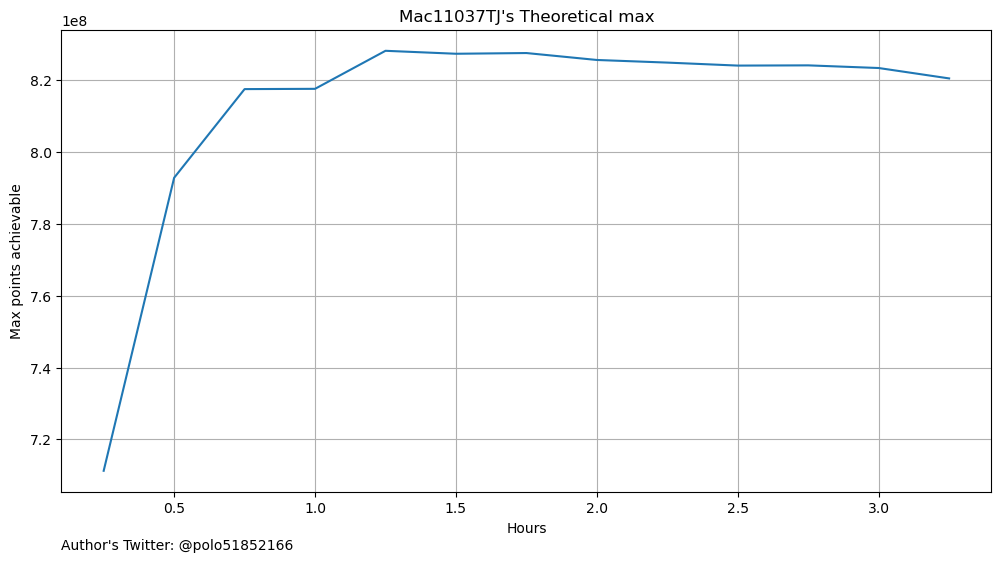 Mac11037TJ's Theoretical max
1e8
8.2
8.0
7.8
7.6
7.4
7.2
Max points achievable
0.5 1.0 1.5 2.0 2.5 3.0
Hours
Author's Twitter: @polo51852166